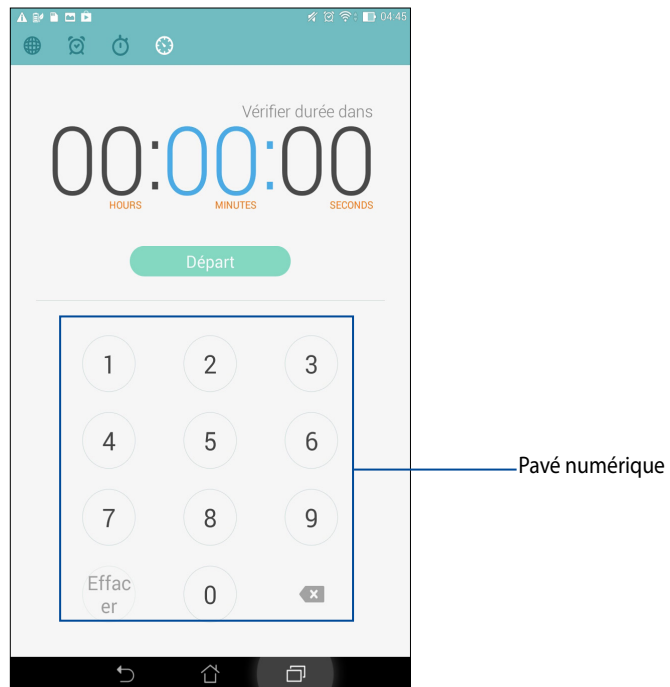 04:45
Vérifier durée dans
00:00:00
HOURS MINUTES SECONDS
Départ
1 2 3
4 5 6
Pavé numérique
7 8 9
Effac
er
0